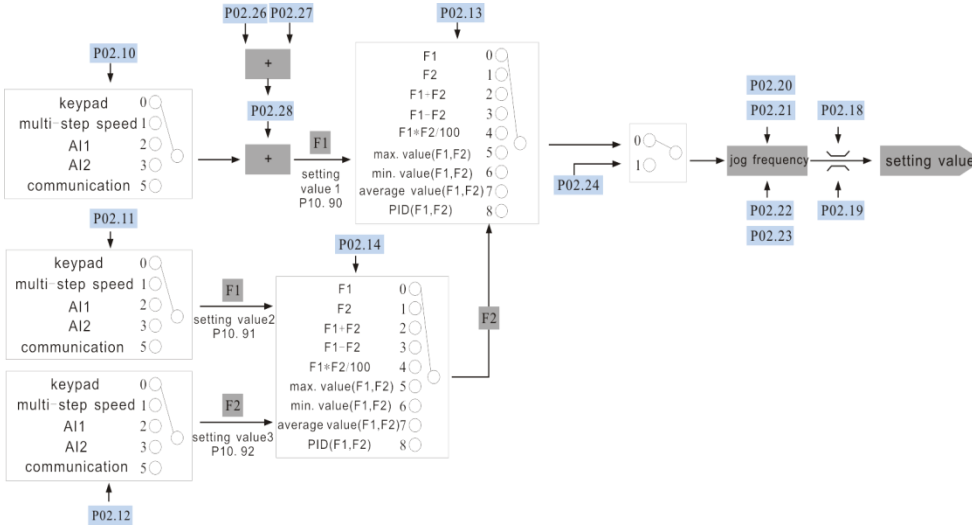 P02.26
P02.27
P02.13
P02.10
+
P02.28
+
keypad 0
multi-step speed 1
AI1 2
AI2 3
communication 5
F1
setting
value 1
P10. 90
F1 0
F2 1
F1+F2 2
F1-F2 3
F1*F2/100 4
max. value(F1,F2) 5
min. value(F1,F2) 6
average value(F1,F2) 7
PID(F1,F2) 8
P02.24
0
1
P02.20
P02.21
jog frequency
P02.22
P02.23
P02.18
P02.19
setting value
P02.11
keypad 0
multi-step speed 1
AI1 2
AI2 3
communication 5
F1
setting value2
P10. 91
P02.14
F1 0
F2 1
F1+F2 2
F1-F2 3
F1*F2/100 4
max. value(F1,F2) 5
min. value(F1,F2) 6
average value(F1,F2) 7
PID(F1,F2) 8
F2
keypad 0
multi-step speed 1
AI1 2
AI2 3
communication 5
F2
setting value3
P10. 92
P02.12